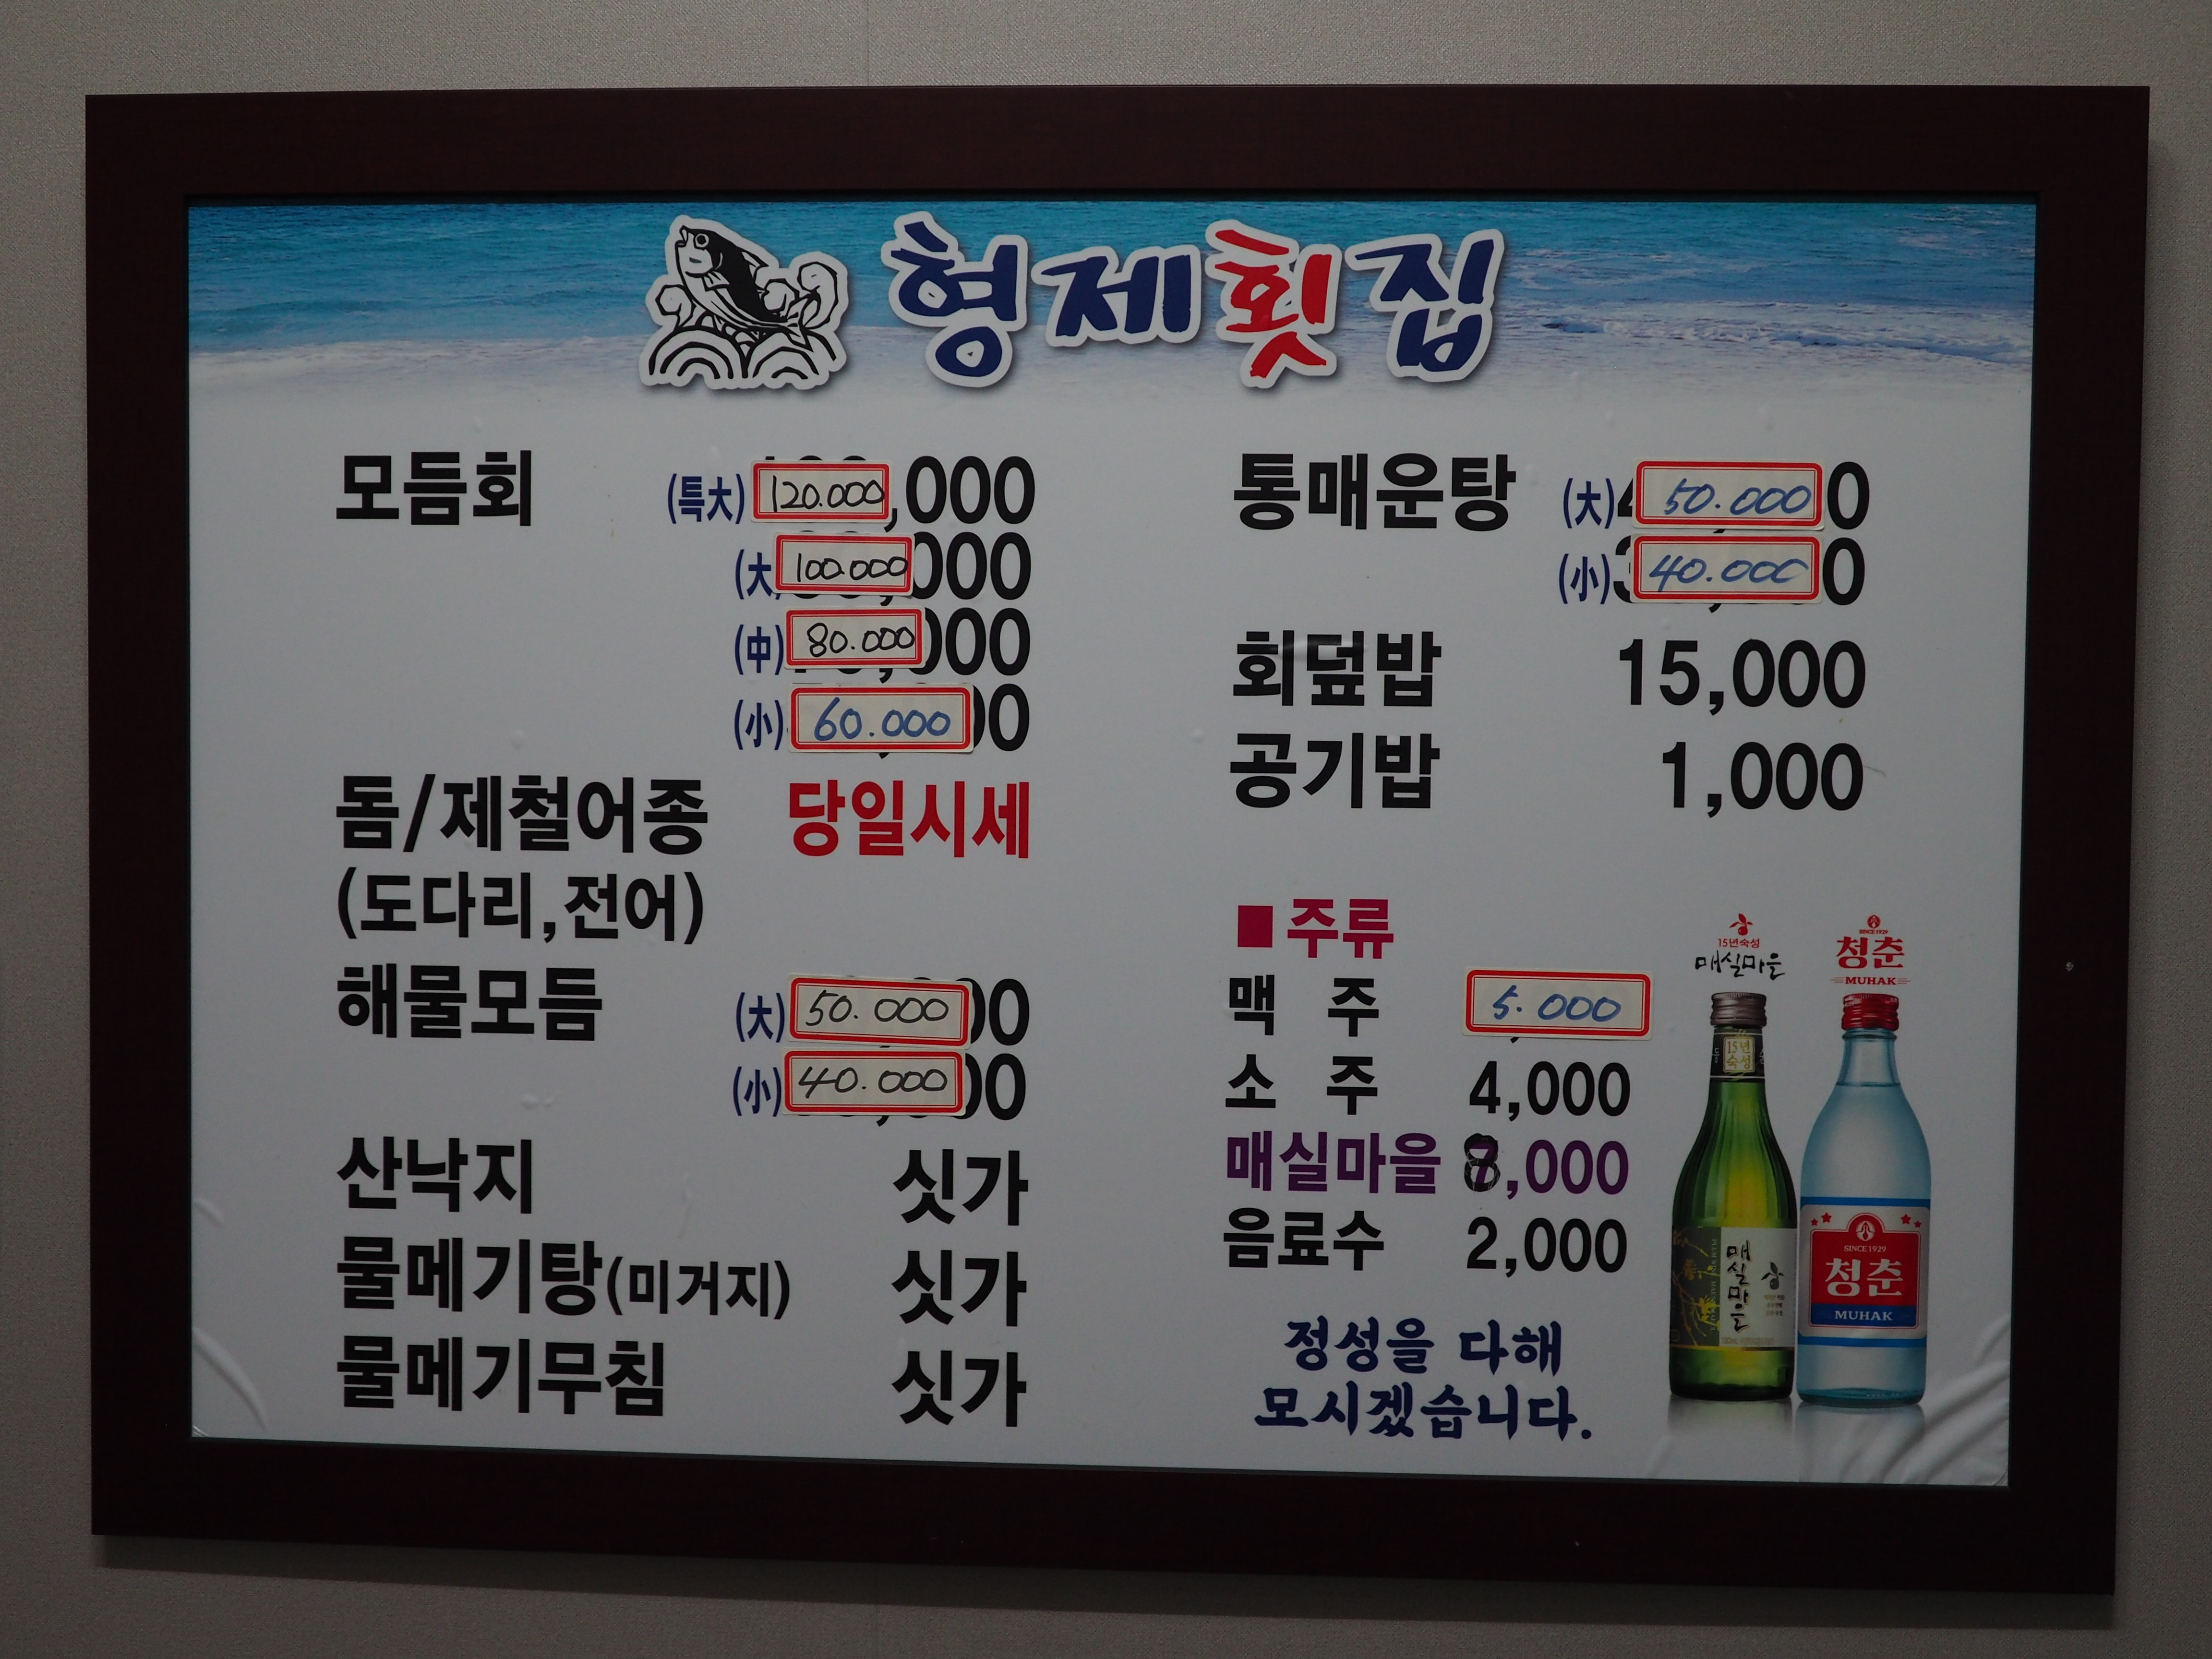 형제횟집
모듬회 (특大) 120.000
(大) 100.000
(中) 80.000
(小) 60.000
돔/제철어종 당일시세
(도다리,전어)
해물모듬 (大) 50.000
(小) 40.000
산낙지 싯가
물메기탕(미거지) 싯가
물메기무침 싯가
통매운탕 (大) 50.000
(小) 40.000
회덮밥 15,000
공기밥 1,000
■ 주류
맥 주 5.000
소 주 4,000
매실마을 8,000
음료수 2,000
정성을 다해
모시겠습니다.
15년숙성
매실마을
SINCE 1929
청춘
MUHAK
15년
숙성
매실마을
SINCE 1929
청춘
MUHAK